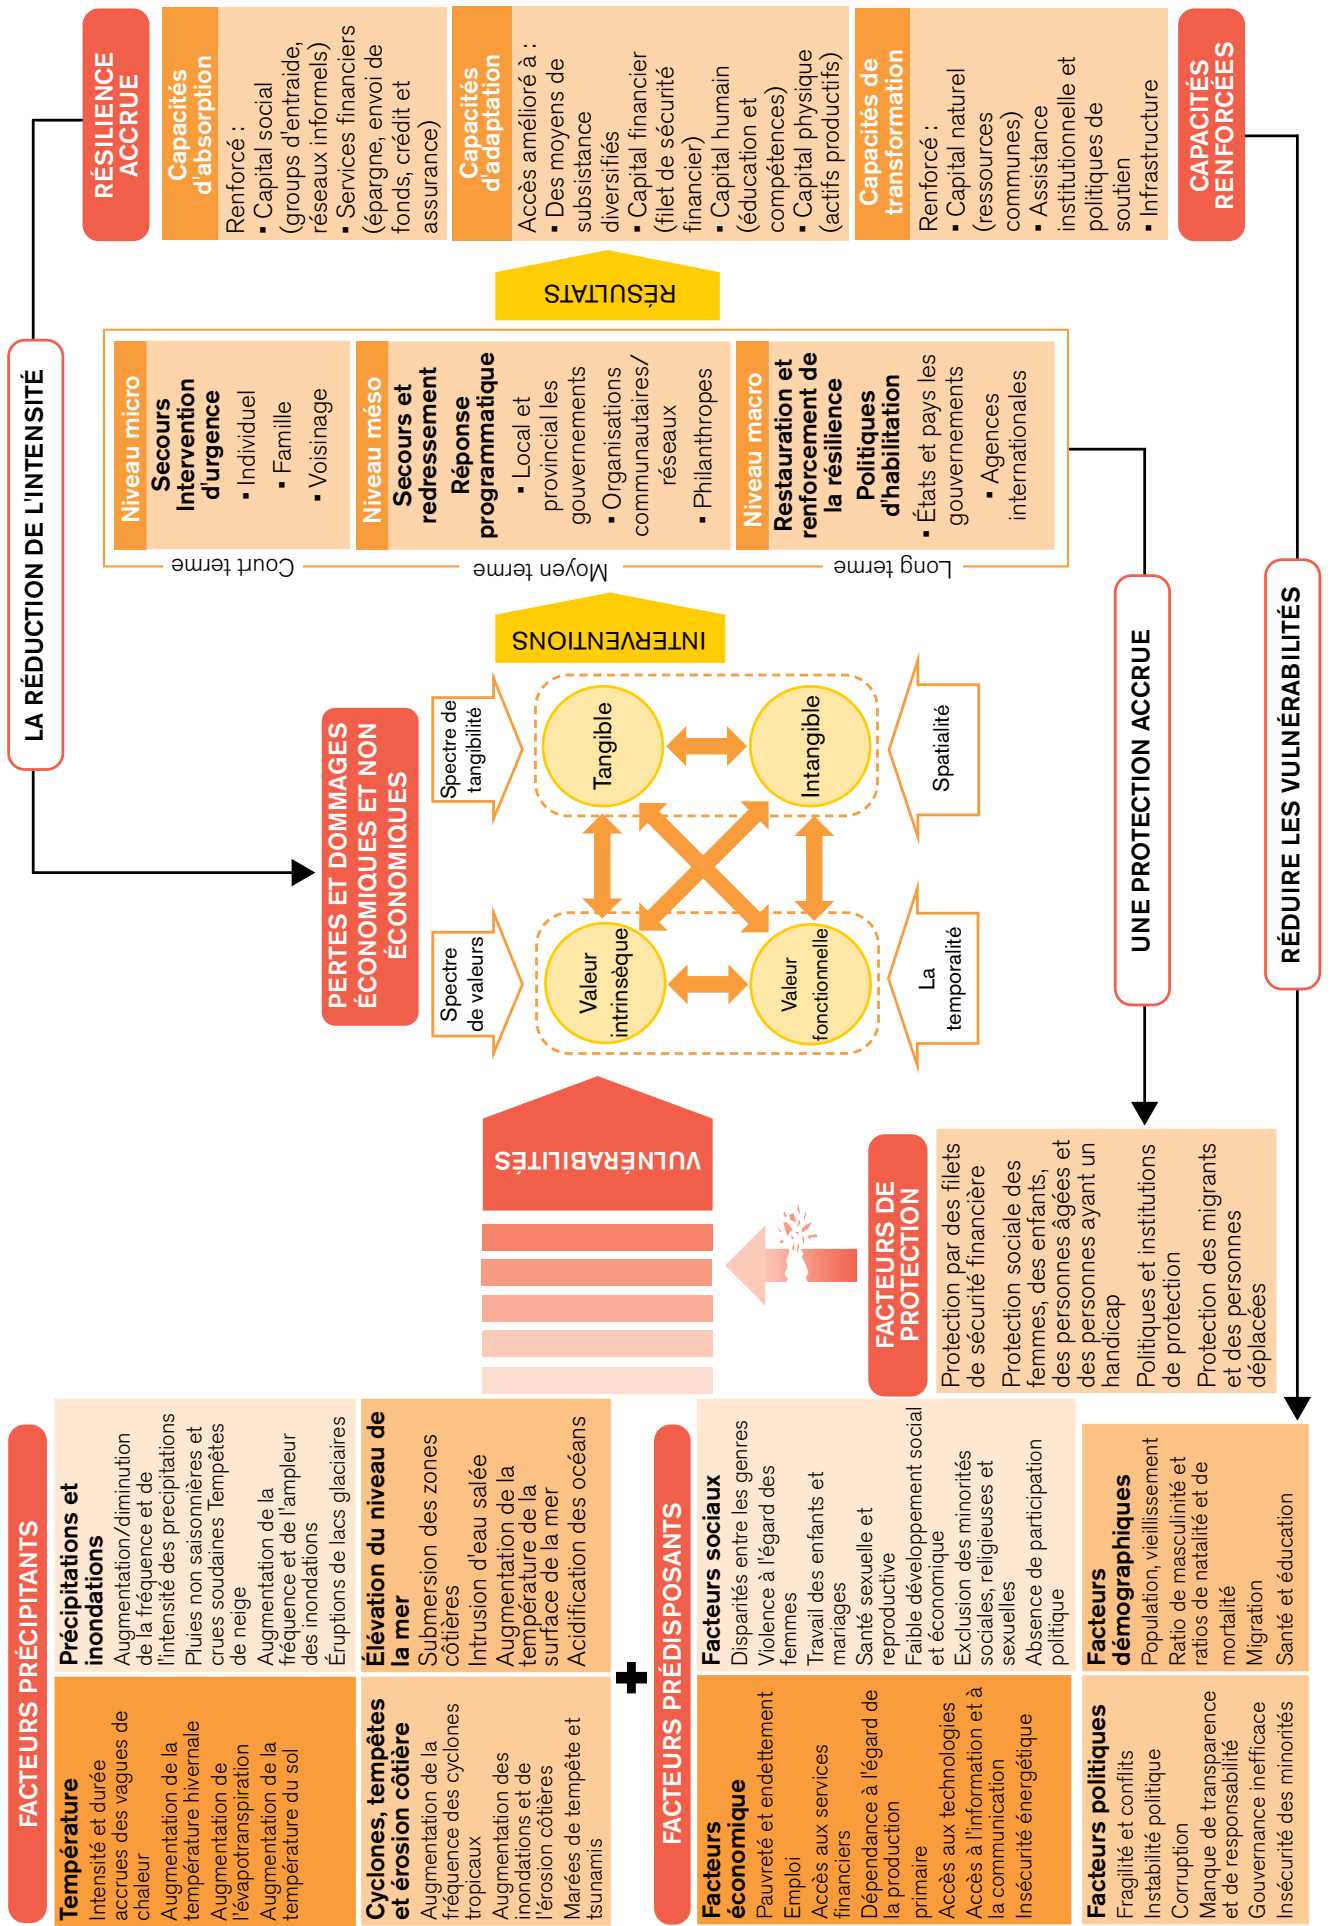 FACTEURS PRÉCIPITANTS
Température
Intensité et durée
accrues des vagues de
chaleur
Augmentation de la
température hivernale
Augmentation de
l'évapotranspiration
Augmentation de la
température du sol
Précipitations et
inondations
Augmentation/diminution
de la fréquence et de
l'intensité des precipitations
Pluies non saisonnières et
crues soudaines Tempêtes
de neige
Augmentation de la
fréquence et de l'ampleur
des inondations
Éruptions de lacs glaciaires
Cyclones, tempêtes
et érosion côtière
Augmentation de la
fréquence des cyclones
tropicaux
Augmentation des
inondations et de
l'érosion côtières
Marées de tempête et
tsunamis
Élévation du niveau de
la mer
Submersion des zones
côtières
Intrusion d'eau salée
Augmentation de la
température de la
surface de la mer
Acidification des océans
FACTEURS PRÉDISPOSANTS
Facteurs
économique
Pauvreté et endettement
Emploi
Accès aux services
financiers
Dépendance à l'égard de
la production
primaire
Accès aux technologies
Accès à l'information et à
la communication
Insécurité énergétique
Facteurs sociaux
Disparités entre les genres
Violence à l'égard des
femmes
Travail des enfants et
mariages
Santé sexuelle et
reproductive
Faible développement social
et économique
Exclusion des minorités
sociales, religieuses et
sexuelles
Absence de participation
politique
Facteurs politiques
Fragilité et conflits
Instabilité politique
Corruption
Manque de transparence
et de responsabilité
Gouvernance inefficace
Insécurité des minorités
Facteurs
démographiques
Population, vieillissement
Ratio de masculinité et
ratios de natalité et de
mortalité
Migration
Santé et éducation
VULNÉRABILITÉS
FACTEURS DE
PROTECTION
Protection par des filets
de sécurité financière
Protection sociale des
femmes, des enfants,
des personnes âgées et
des personnes ayant un
handicap
Politiques et institutions
de protection
Protection des migrants
et des personnes
déplacées
LA RÉDUCTION DE L'INTENSITÉ
PERTES ET DOMMAGES
ÉCONOMIQUES ET NON
ÉCONOMIQUES
Spectre
de valeurs
Spectre de
tangibilité
Valeur
intrinsèque
Tangible
Valeur
fonctionnelle
Intangible
La
temporalité
Spatialité
INTERVENTIONS
Court terme
Niveau micro
Secours
Intervention
d'urgence
▪ Individuel
▪ Famille
▪ Voisinage
Moyen terme
Niveau méso
Secours et
redressement
Réponse
programmatique
▪ Local et
provincial les
gouvernements
▪ Organisations
communautaires/
réseaux
▪ Philanthropes
Long terme
Niveau macro
Restauration et
renforcement de
la résilience
Politiques
d'habilitation
▪ États et pays les
gouvernements
▪ Agences
internationales
RÉSULTATS
RÉSILIENCE
ACCRUE
Capacités
d'absorption
Renforcé :
▪ Capital social
(groups d'entraide,
réseaux informels)
▪ Services financiers
(épargne, envoi de
fonds, crédit et
assurance)
Capacités
d'adaptation
Accès amélioré à :
▪ Des moyens de
subsistance
diversifiés
▪ Capital financier
(filet de sécurité
financier)
▪ Capital humain
(éducation et
compétences)
▪ Capital physique
(actifs productifs)
Capacités de
transformation
Renforcé :
▪ Capital naturel
(ressources
communes)
▪ Assistance
institutionnelle et
politiques de
soutien
▪ Infrastructure
CAPACITÉS
RENFORCÉES
UNE PROTECTION ACCRUE
RÉDUIRE LES VULNÉRABILITÉS